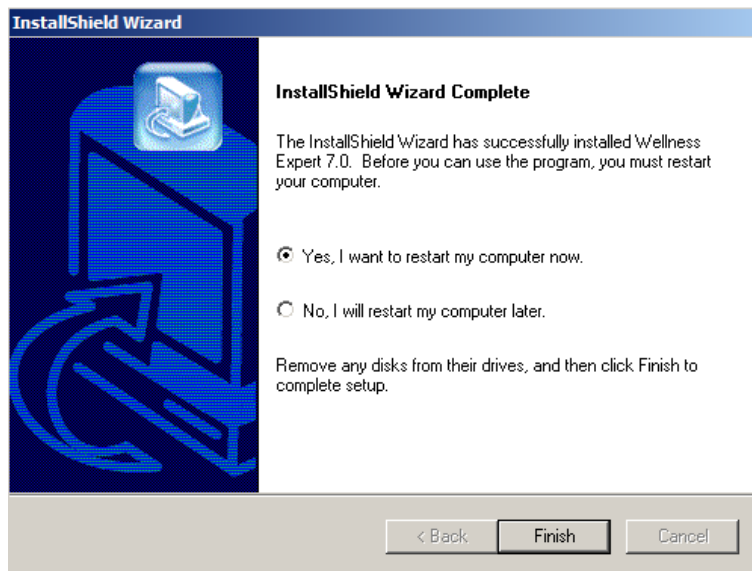 InstallShield Wizard
InstallShield Wizard Complete
The InstallShield Wizard has successfully installed Wellness
Expert 7.0.  Before you can use the program, you must restart
your computer.
Yes, I want to restart my computer now.
No, I will restart my computer later.
Remove any disks from their drives, and then click Finish to
complete setup.
< Back
Finish
Cancel